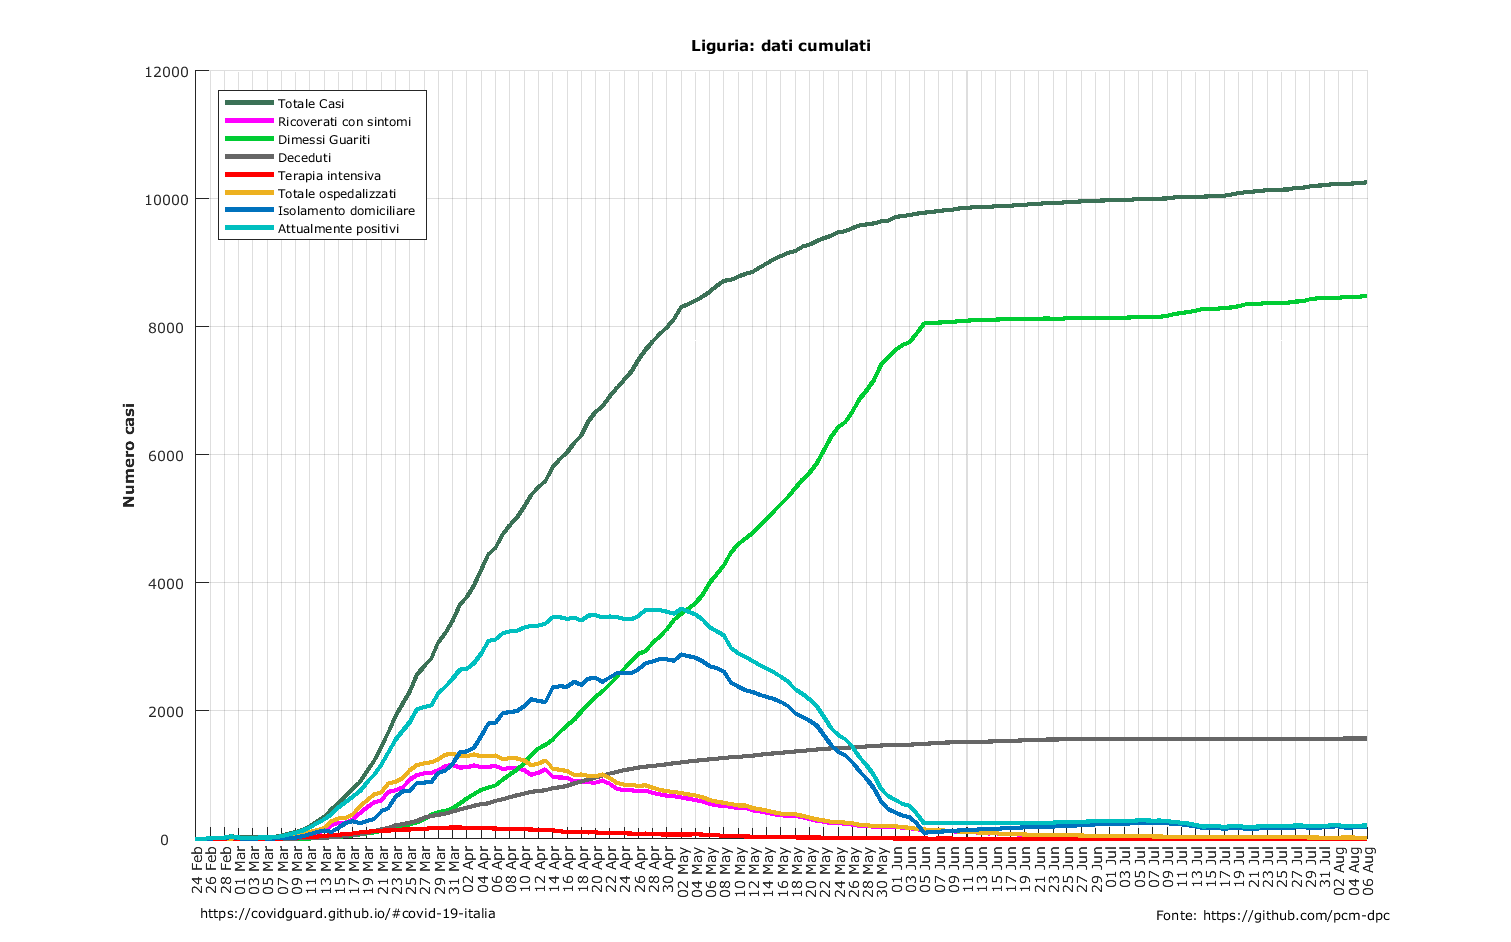 Liguria: dati cumulati
12000
10000
8000
6000
4000
2000
0
Numero casi
Totale Casi
Ricoverati con sintomi
Dimessi Guariti
Deceduti
Terapia intensiva
Totale ospedalizzati
Isolamento domiciliare
Attualmente positivi
24 Feb
26 Feb
28 Feb
01 Mar
03 Mar
05 Mar
07 Mar
09 Mar
11 Mar
13 Mar
15 Mar
17 Mar
19 Mar
21 Mar
23 Mar
25 Mar
27 Mar
29 Mar
31 Mar
02 Apr
04 Apr
06 Apr
08 Apr
10 Apr
12 Apr
14 Apr
16 Apr
18 Apr
20 Apr
22 Apr
24 Apr
26 Apr
28 Apr
30 Apr
02 May
04 May
06 May
08 May
10 May
12 May
14 May
16 May
18 May
20 May
22 May
24 May
26 May
28 May
30 May
01 Jun
03 Jun
05 Jun
07 Jun
09 Jun
11 Jun
13 Jun
15 Jun
17 Jun
19 Jun
21 Jun
23 Jun
25 Jun
27 Jun
29 Jun
01 Jul
03 Jul
05 Jul
07 Jul
09 Jul
11 Jul
13 Jul
15 Jul
17 Jul
19 Jul
21 Jul
23 Jul
25 Jul
27 Jul
29 Jul
31 Jul
02 Aug
04 Aug
06 Aug
https://covidguard.github.io/#covid-19-italia
Fonte: https://github.com/pcm-dpc